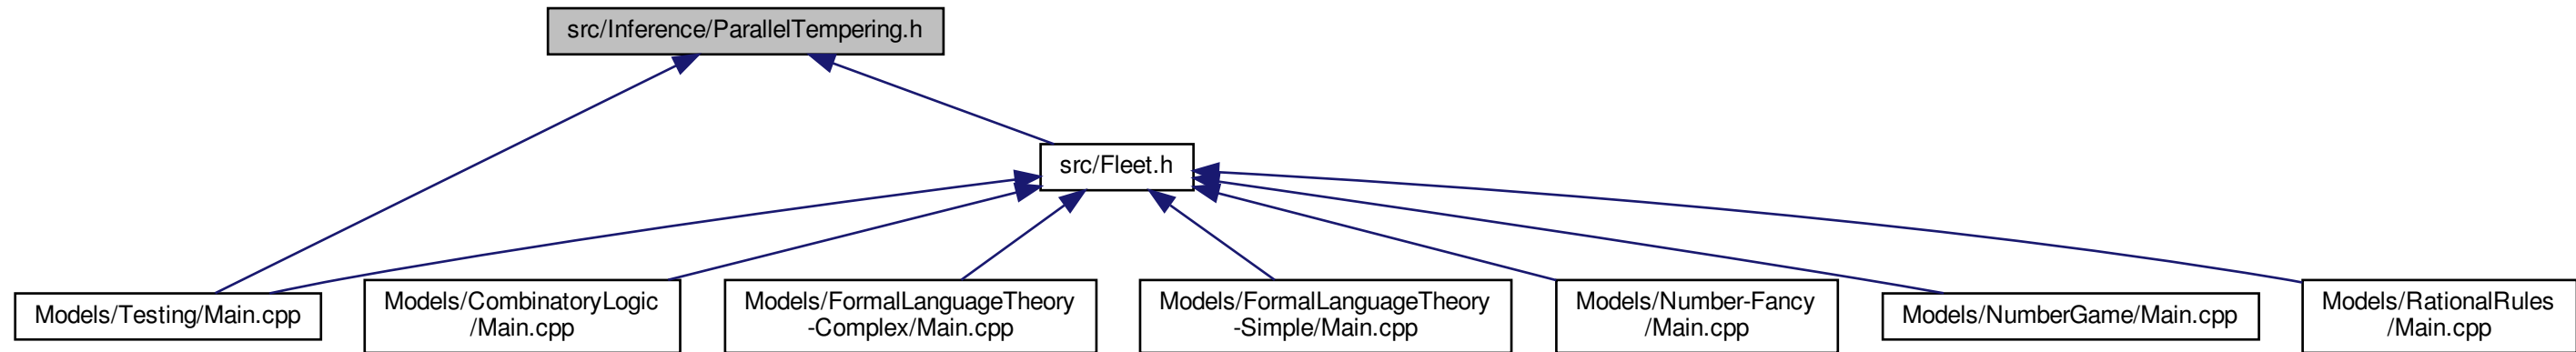 src/Inference/ParallelTempering.h
src/Fleet.h
Models/Testing/Main.cpp
Models/CombinatoryLogic
/Main.cpp
Models/FormalLanguageTheory
-Complex/Main.cpp
Models/FormalLanguageTheory
-Simple/Main.cpp
Models/Number-Fancy
/Main.cpp
Models/NumberGame/Main.cpp
Models/RationalRules
/Main.cpp